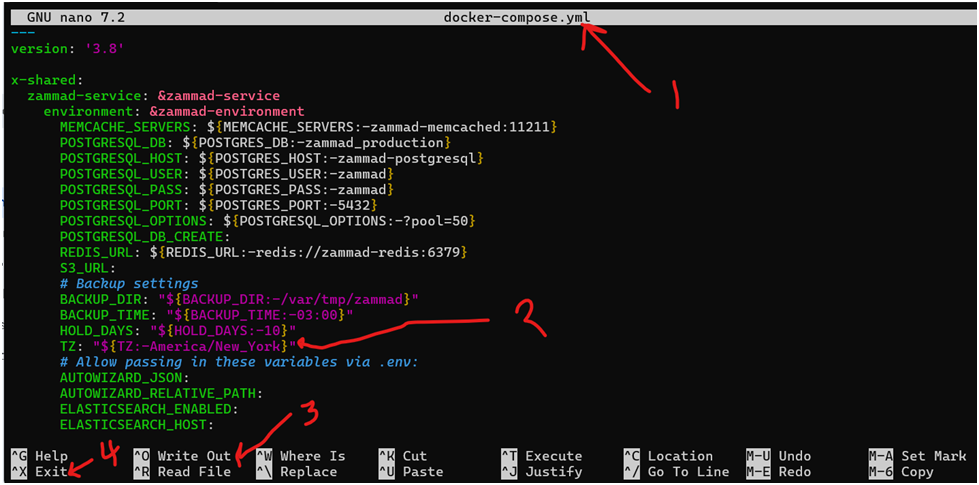 GNU nano 7.2 docker-compose.yml
---
version: '3.8'
1
x-shared:
zammad-service: &zammad-service
environment: &zammad-environment
MEMCACHE_SERVERS: ${MEMCACHE_SERVERS:-zammad-memcached:11211}
POSTGRESQL_DB: ${POSTGRES_DB:-zammad_production}
POSTGRESQL_HOST: ${POSTGRES_HOST:-zammad-postgresql}
POSTGRESQL_USER: ${POSTGRES_USER:-zammad}
POSTGRESQL_PASS: ${POSTGRES_PASS:-zammad}
POSTGRESQL_PORT: ${POSTGRES_PORT:-5432}
POSTGRESQL_OPTIONS: ${POSTGRESQL_OPTIONS:-?pool=50}
POSTGRESQL_DB_CREATE:
REDIS_URL: ${REDIS_URL:-redis://zammad-redis:6379}
S3_URL:
# Backup settings
BACKUP_DIR: "${BACKUP_DIR:-/var/tmp/zammad}"
BACKUP_TIME: "${BACKUP_TIME:-03:00}"
HOLD_DAYS: "${HOLD_DAYS:-10}"
2
TZ: "${TZ:-America/New_York}"
# Allow passing in these variables via .env:
AUTOWIZARD_JSON:
AUTOWIZARD_RELATIVE_PATH:
ELASTICSEARCH_ENABLED:
3
ELASTICSEARCH_HOST:
4
^G Help ^O Write Out ^W Where Is ^K Cut ^T Execute ^C Location M-U Undo M-A Set Mark
^X Exit ^R Read File ^\ Replace ^U Paste ^J Justify ^/ Go To Line M-E Redo M-6 Copy